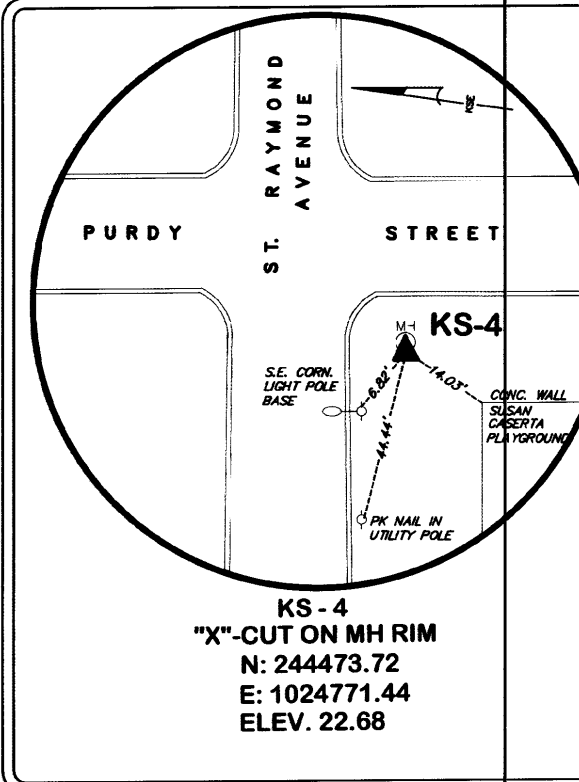 ST. RAYMOND
AVENUE
PURDY STREET
MH
KS-4
S.E. CORN.
LIGHT POLE
BASE
6.82'
14.03'
44.44'
CONC. WALL
SUSAN
CASERTA
PLAYGROUND
PK NAIL IN
UTILITY POLE
KS - 4
"X"-CUT ON MH RIM
N: 244473.72
E: 1024771.44
ELEV. 22.68